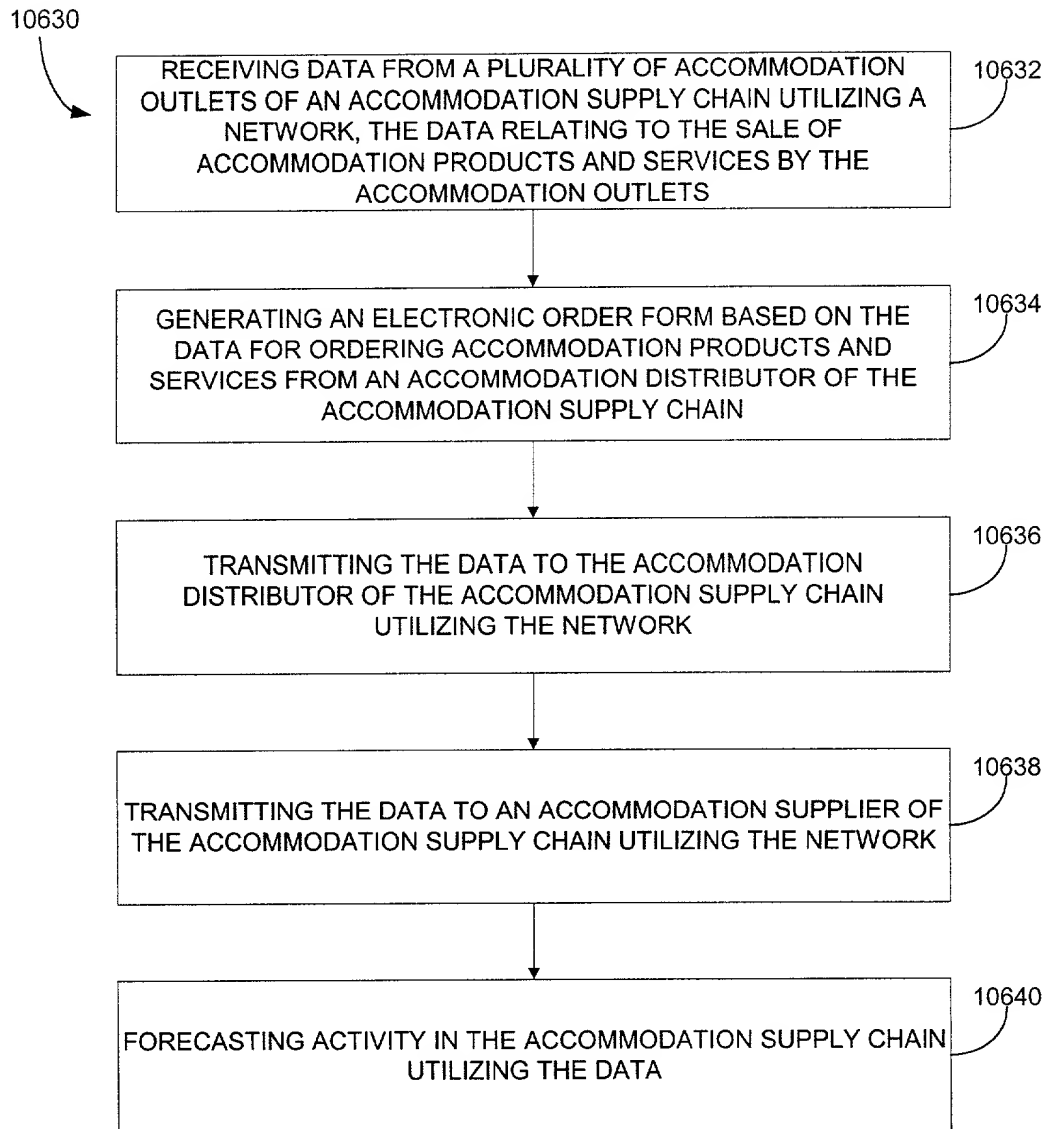 10630
RECEIVING DATA FROM A PLURALITY OF ACCOMMODATION
OUTLETS OF AN ACCOMMODATION SUPPLY CHAIN UTILIZING A
NETWORK, THE DATA RELATING TO THE SALE OF
ACCOMMODATION PRODUCTS AND SERVICES BY THE
ACCOMMODATION OUTLETS
10632
GENERATING AN ELECTRONIC ORDER FORM BASED ON THE
DATA FOR ORDERING ACCOMMODATION PRODUCTS AND
SERVICES FROM AN ACCOMMODATION DISTRIBUTOR OF THE
ACCOMMODATION SUPPLY CHAIN
10634
TRANSMITTING THE DATA TO THE ACCOMMODATION
DISTRIBUTOR OF THE ACCOMMODATION SUPPLY CHAIN
UTILIZING THE NETWORK
10636
TRANSMITTING THE DATA TO AN ACCOMMODATION SUPPLIER OF
THE ACCOMMODATION SUPPLY CHAIN UTILIZING THE NETWORK
10638
FORECASTING ACTIVITY IN THE ACCOMMODATION SUPPLY CHAIN
UTILIZING THE DATA
10640